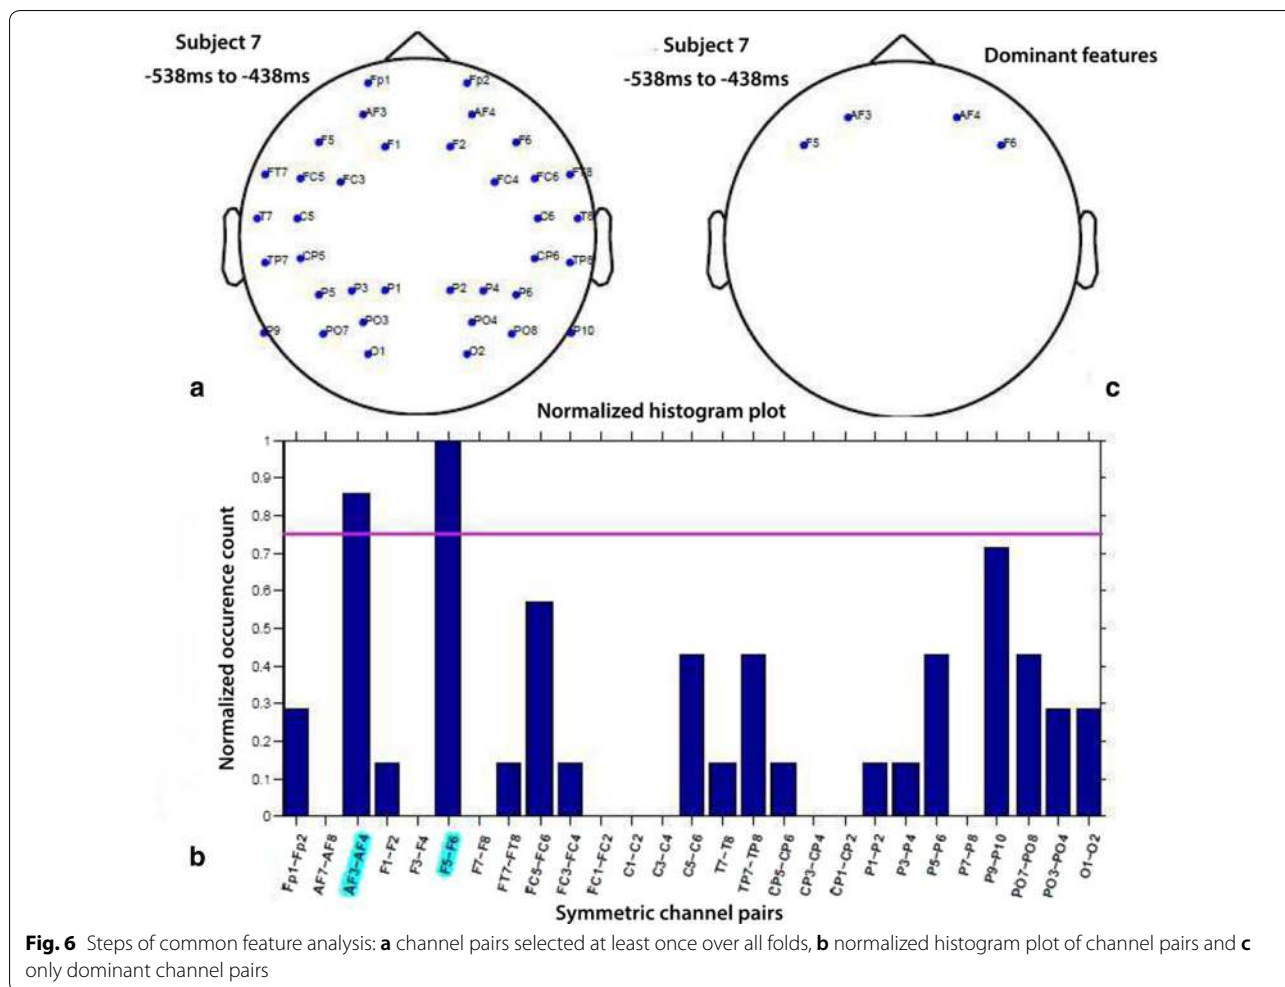 Subject 7
-538ms to -438ms
Fp1 Fp2
AF3 AF4
F5 F1 F2 F6
FT7 FC5 FC3 FC4 FC6 FT8
T7 C5 C6 T8
TP7 CP5 CP6 TP8
P5 P3 P1 P2 P4 P6
P9 PO7 PO3 PO4 PO8 P10
O1 O2
a
Subject 7
-538ms to -438ms
Dominant features
AF3 AF4
F5 F6
c
Normalized histogram plot
Normalized occurence count
1
0.9
0.8
0.7
0.6
0.5
0.4
0.3
0.2
0.1
0
Fp1-Fp2
AF7-AF8
AF3-AF4
F1-F2
F3-F4
F5-F6
F7-F8
FT7-FT8
FC5-FC6
FC3-FC4
FC1-FC2
C1-C2
C3-C4
C5-C6
T7-T8
TP7-TP8
CP5-CP6
CP3-CP4
CP1-CP2
P1-P2
P3-P4
P5-P6
P7-P8
P9-P10
PO7-PO8
PO3-PO4
O1-O2
b
Symmetric channel pairs
Fig. 6 Steps of common feature analysis: a channel pairs selected at least once over all folds, b normalized histogram plot of channel pairs and c
only dominant channel pairs